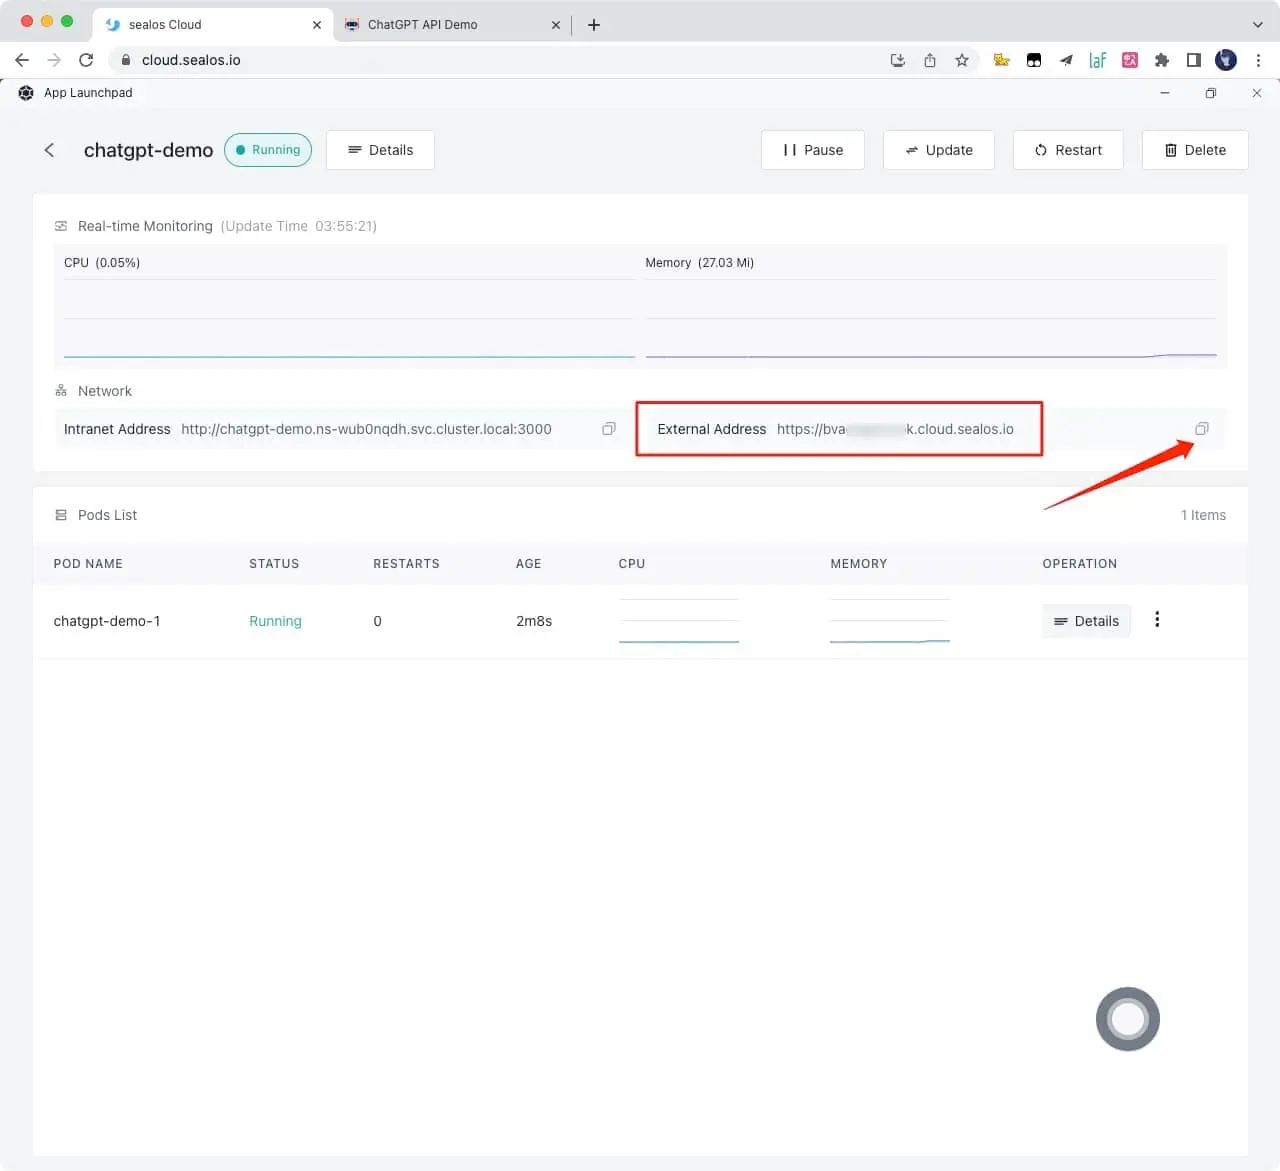 sealos Cloud
ChatGPT API Demo
cloud.sealos.io
laf
App Launchpad
chatgpt-demo
Running
Details
Pause
Update
Restart
Delete
Real-time Monitoring (Update Time 03:55:21)
CPU (0.05%)
Memory (27.03 Mi)
Network
Intranet Address http://chatgpt-demo.ns-wub0nqdh.svc.cluster.local:3000
External Address https://bva k.cloud.sealos.io
Pods List
1 Items
POD NAME STATUS RESTARTS AGE CPU MEMORY OPERATION
chatgpt-demo-1 Running 0 2m8s Details